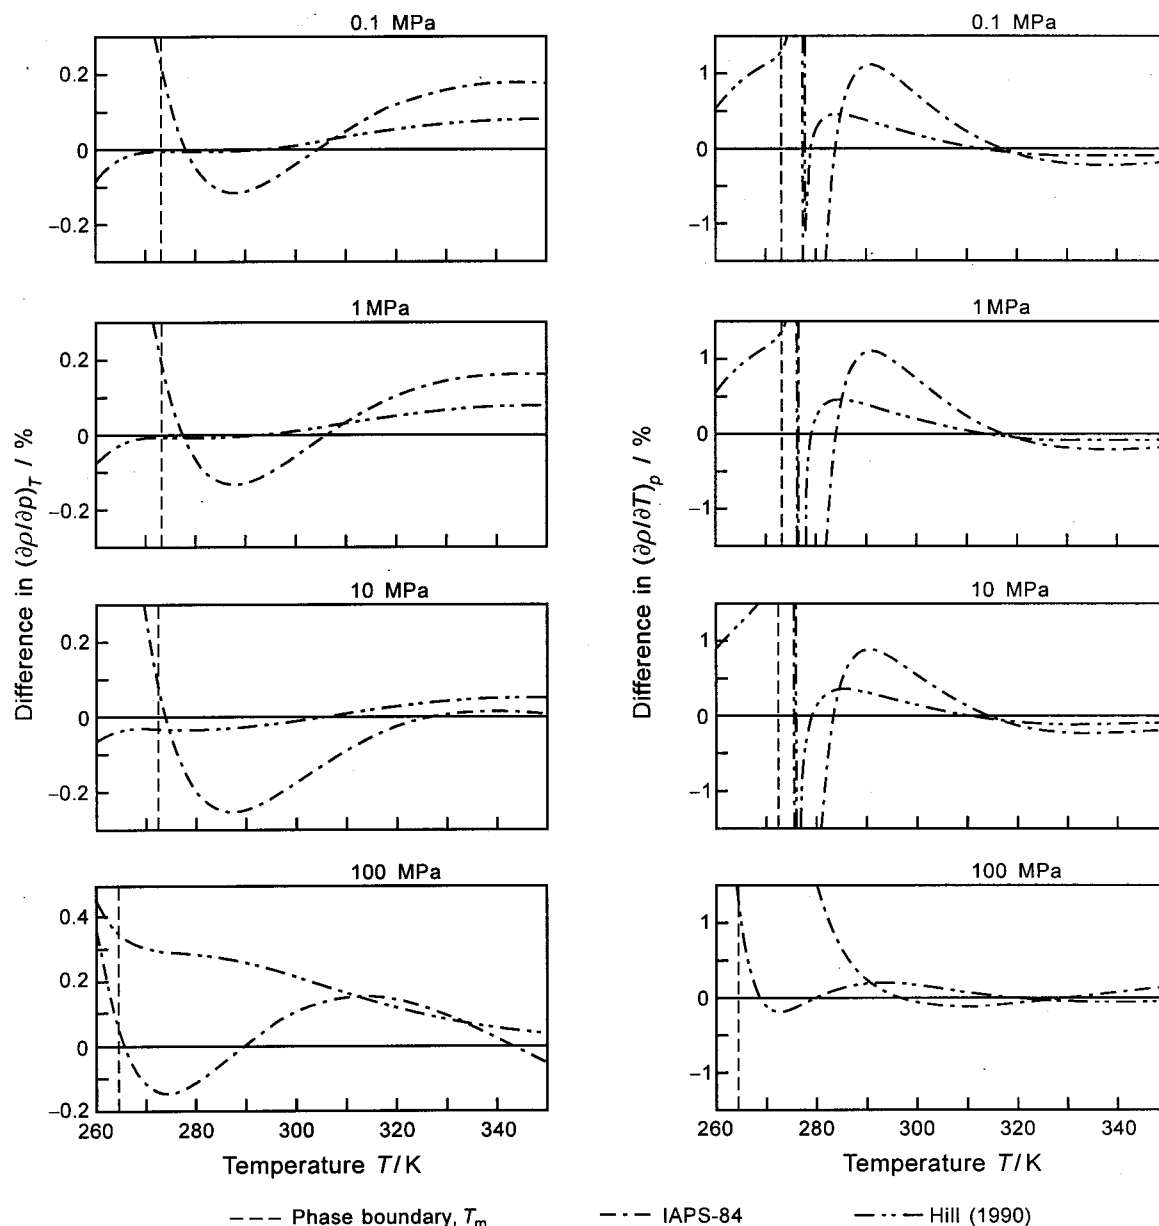 0.1 MPa
0.2
0
−0.2
1 MPa
0.2
0
−0.2
10 MPa
0.2
0
−0.2
100 MPa
0.4
0.2
0
−0.2
260 280 300 320 340
Temperature T/K
Difference in (∂ρ/∂p)T / %
0.1 MPa
1
0
−1
1 MPa
1
0
−1
10 MPa
1
0
−1
100 MPa
1
0
−1
260 280 300 320 340
Temperature T/K
Difference in (∂ρ/∂T)p / %
Phase boundary, Tm IAPS-84 Hill (1990)